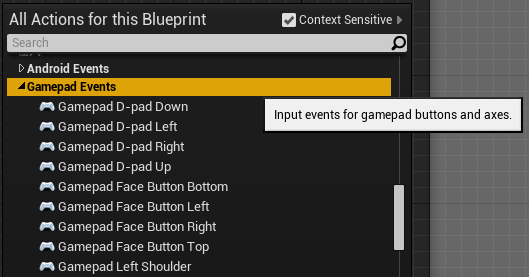 All Actions for this Blueprint
Context Sensitive
Search
Android Events
Gamepad Events
Input events for gamepad buttons and axes.
Gamepad D-pad Down
Gamepad D-pad Left
Gamepad D-pad Right
Gamepad D-pad Up
Gamepad Face Button Bottom
Gamepad Face Button Left
Gamepad Face Button Right
Gamepad Face Button Top
Gamepad Left Shoulder